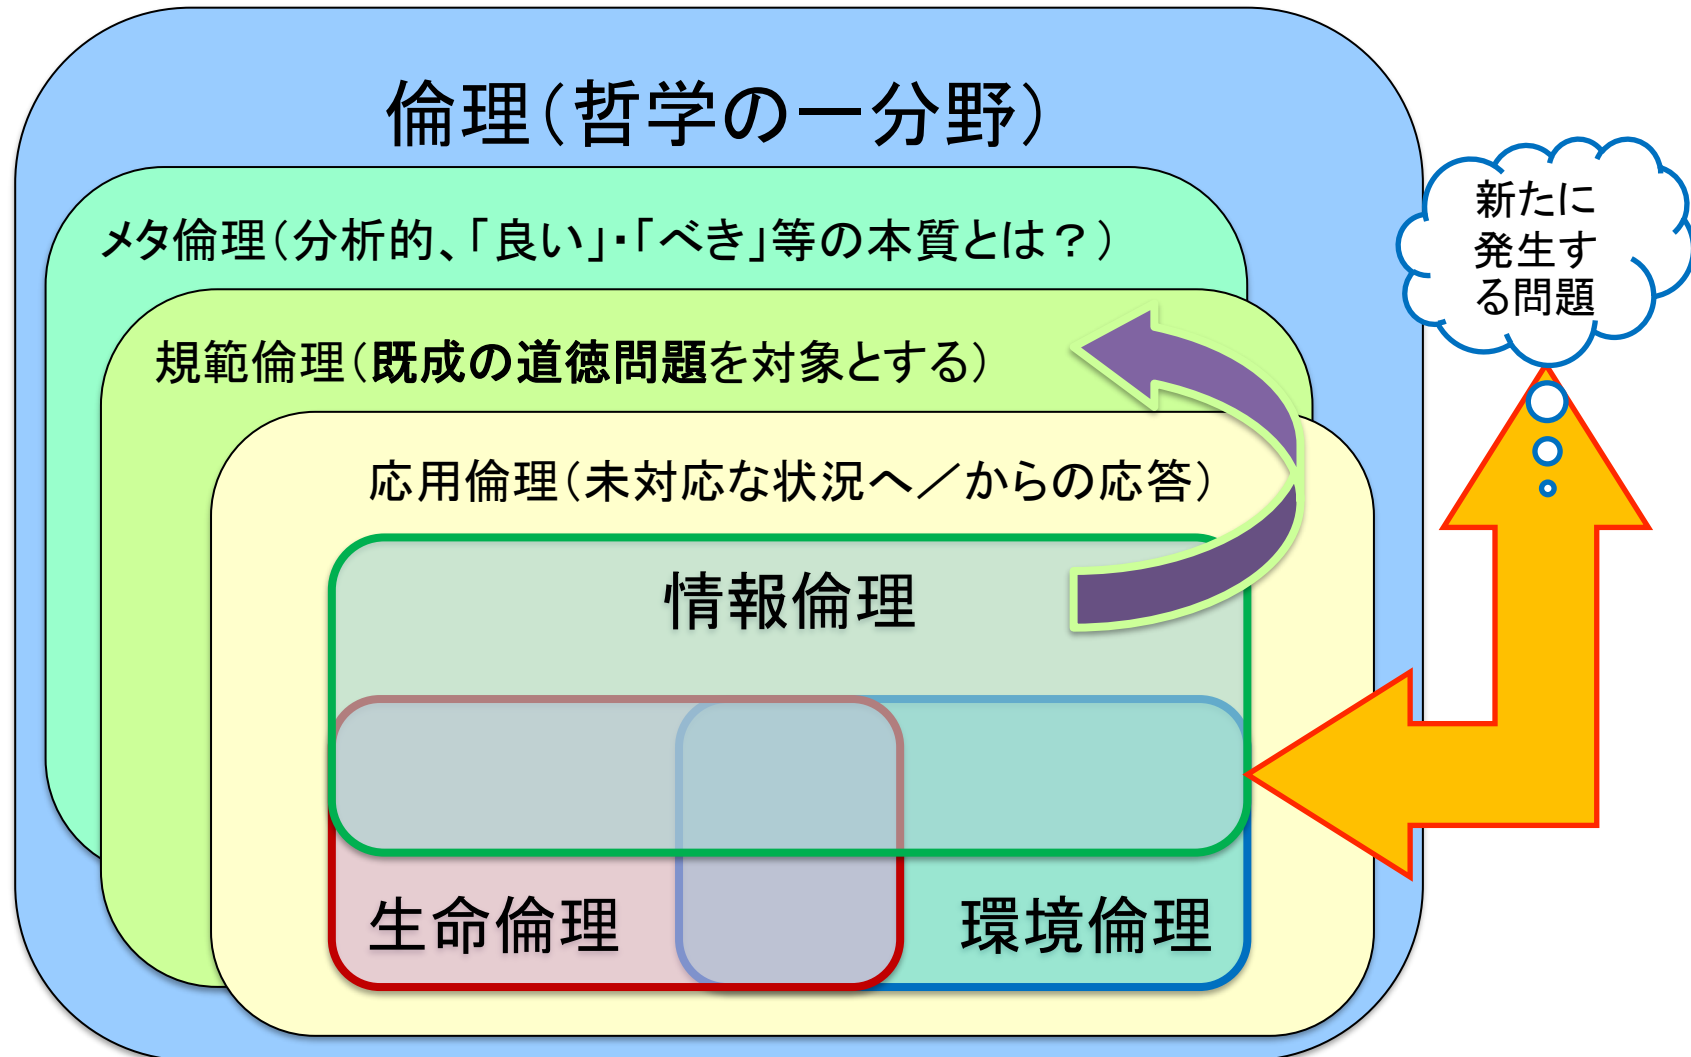 倫理（哲学の一分野）
メタ倫理（分析的、「良い」・「べき」等の本質とは？）
規範倫理（既成の道徳問題を対象とする）
応用倫理（未対応な状況へ／からの応答）
情報倫理
生命倫理
環境倫理
新たに
発生す
る問題